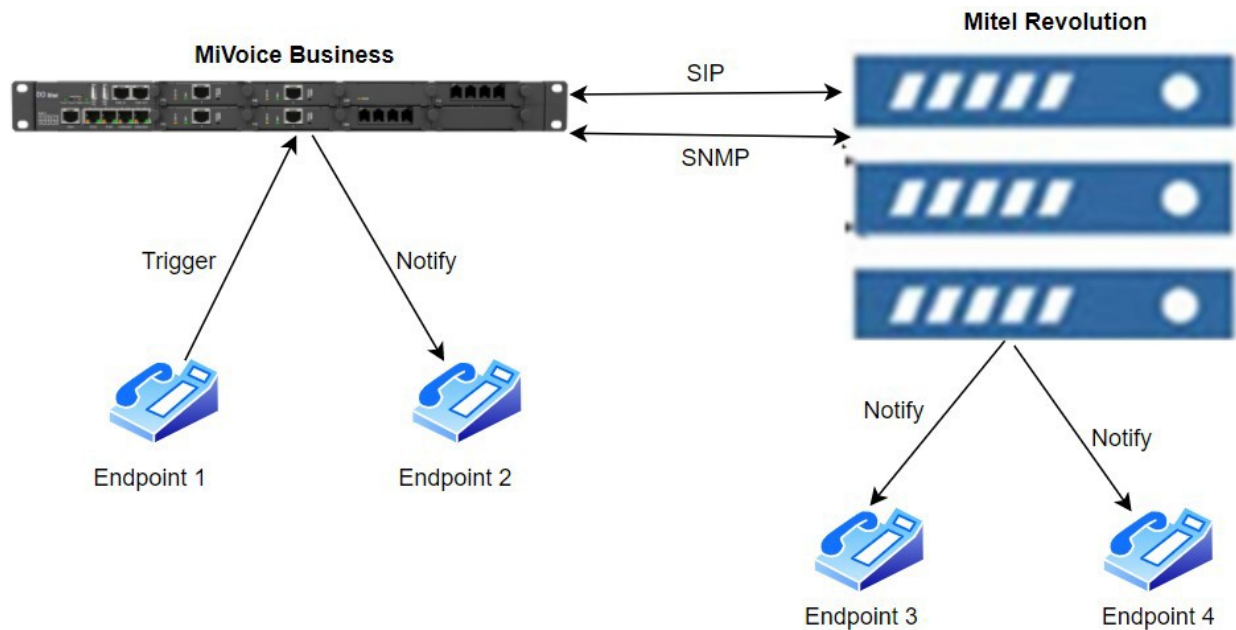 Mitel Revolution
MiVoice Business
SIP
SNMP
Trigger
Notify
Endpoint 1
Endpoint 2
Notify
Notify
Endpoint 3
Endpoint 4